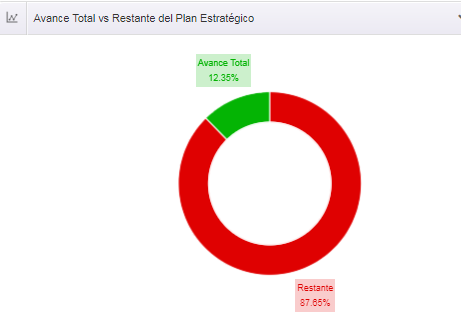 Avance Total vs Restante del Plan Estratégico
Avance Total
12.35%
Restante
87.65%